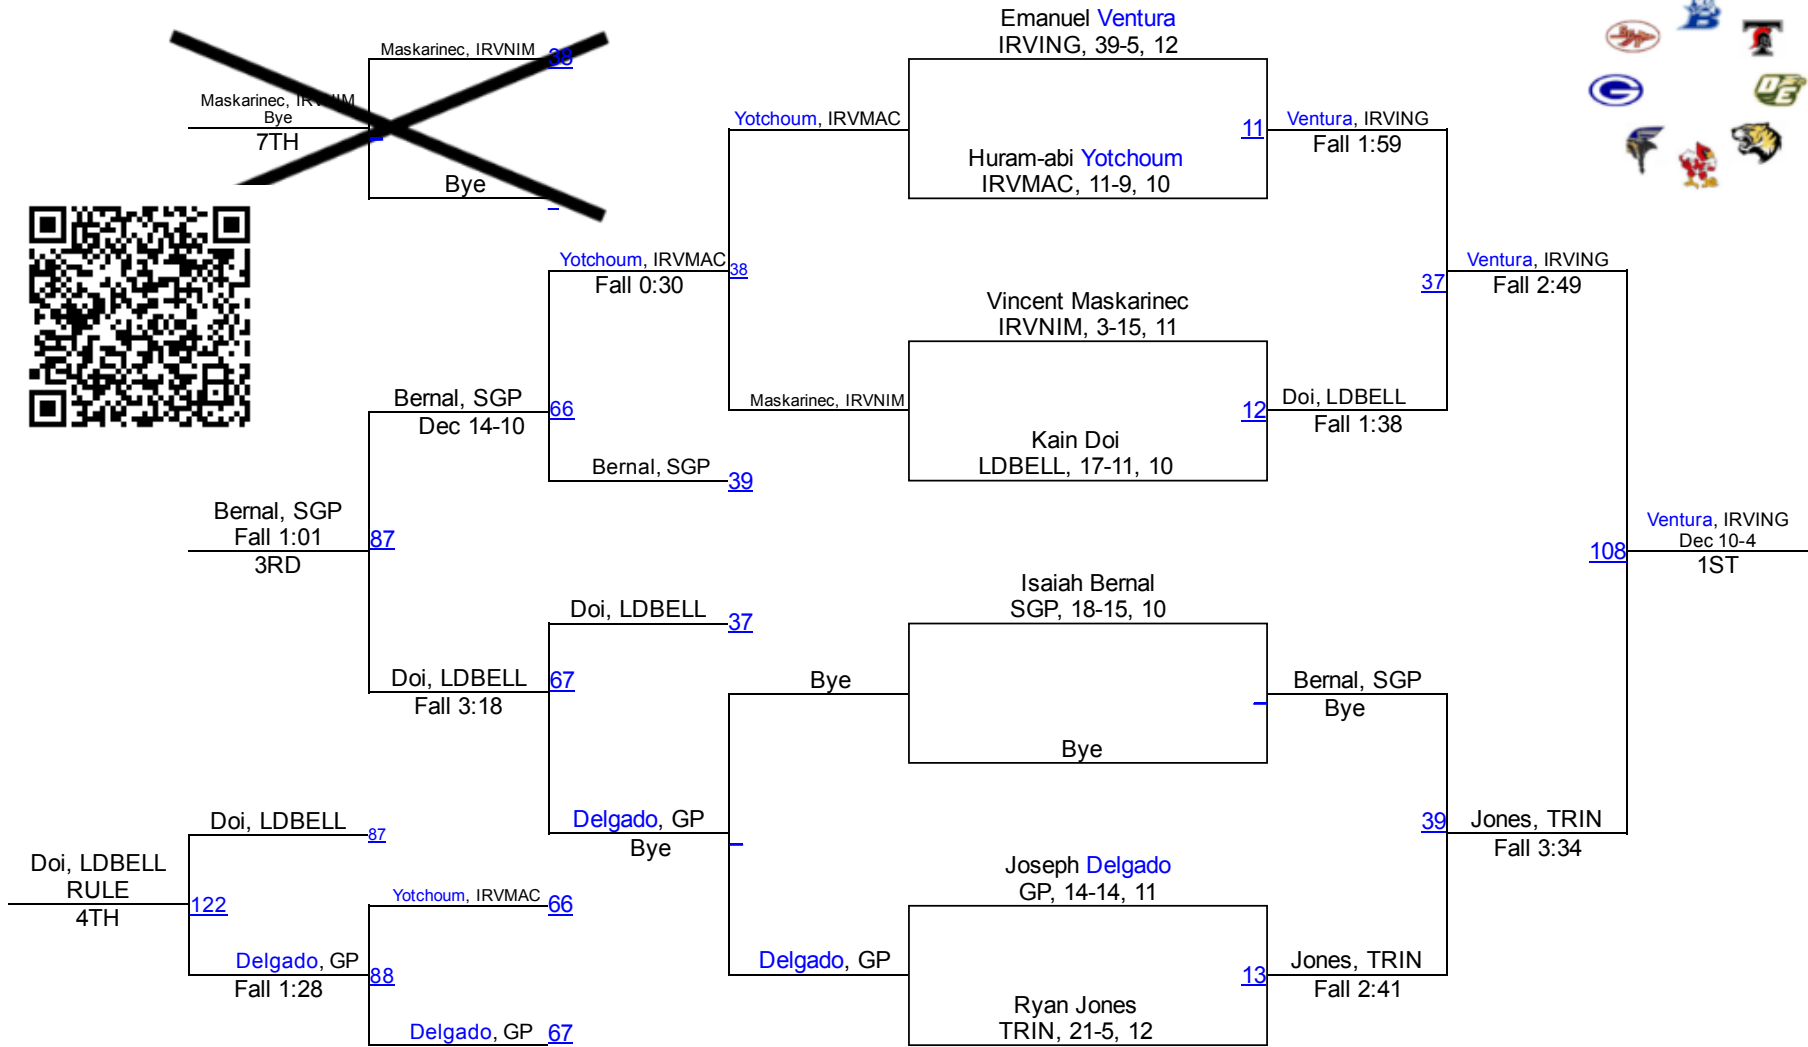 Emanuel Ventura
IRVING, 39-5, 12
Maskarinec, IRVNIM
38
Maskarinec, IRVNIM
Bye
7TH
Bye
Yotchoum, IRVMAC
11
Ventura, IRVING
Fall 1:59
Huram-abi Yotchoum
IRVMAC, 11-9, 10
Yotchoum, IRVMAC
38
Fall 0:30
Ventura, IRVING
37
Fall 2:49
Vincent Maskarinec
IRVNIM, 3-15, 11
Bernal, SGP
66
Dec 14-10
Maskarinec, IRVNIM
12
Doi, LDBELL
Fall 1:38
Kain Doi
LDBELL, 17-11, 10
Bernal, SGP
39
Bernal, SGP
Fall 1:01
87
3RD
Ventura, IRVING
Dec 10-4
108
1ST
Isaiah Bernal
SGP, 18-15, 10
Doi, LDBELL
37
Doi, LDBELL
67
Fall 3:18
Bye
Bernal, SGP
Bye
Bye
Doi, LDBELL
87
Delgado, GP
Bye
39
Jones, TRIN
Fall 3:34
Doi, LDBELL
RULE
122
4TH
Joseph Delgado
GP, 14-14, 11
Yotchoum, IRVMAC
66
Delgado, GP
88
Fall 1:28
Delgado, GP
13
Jones, TRIN
Fall 2:41
Ryan Jones
TRIN, 21-5, 12
Delgado, GP
67